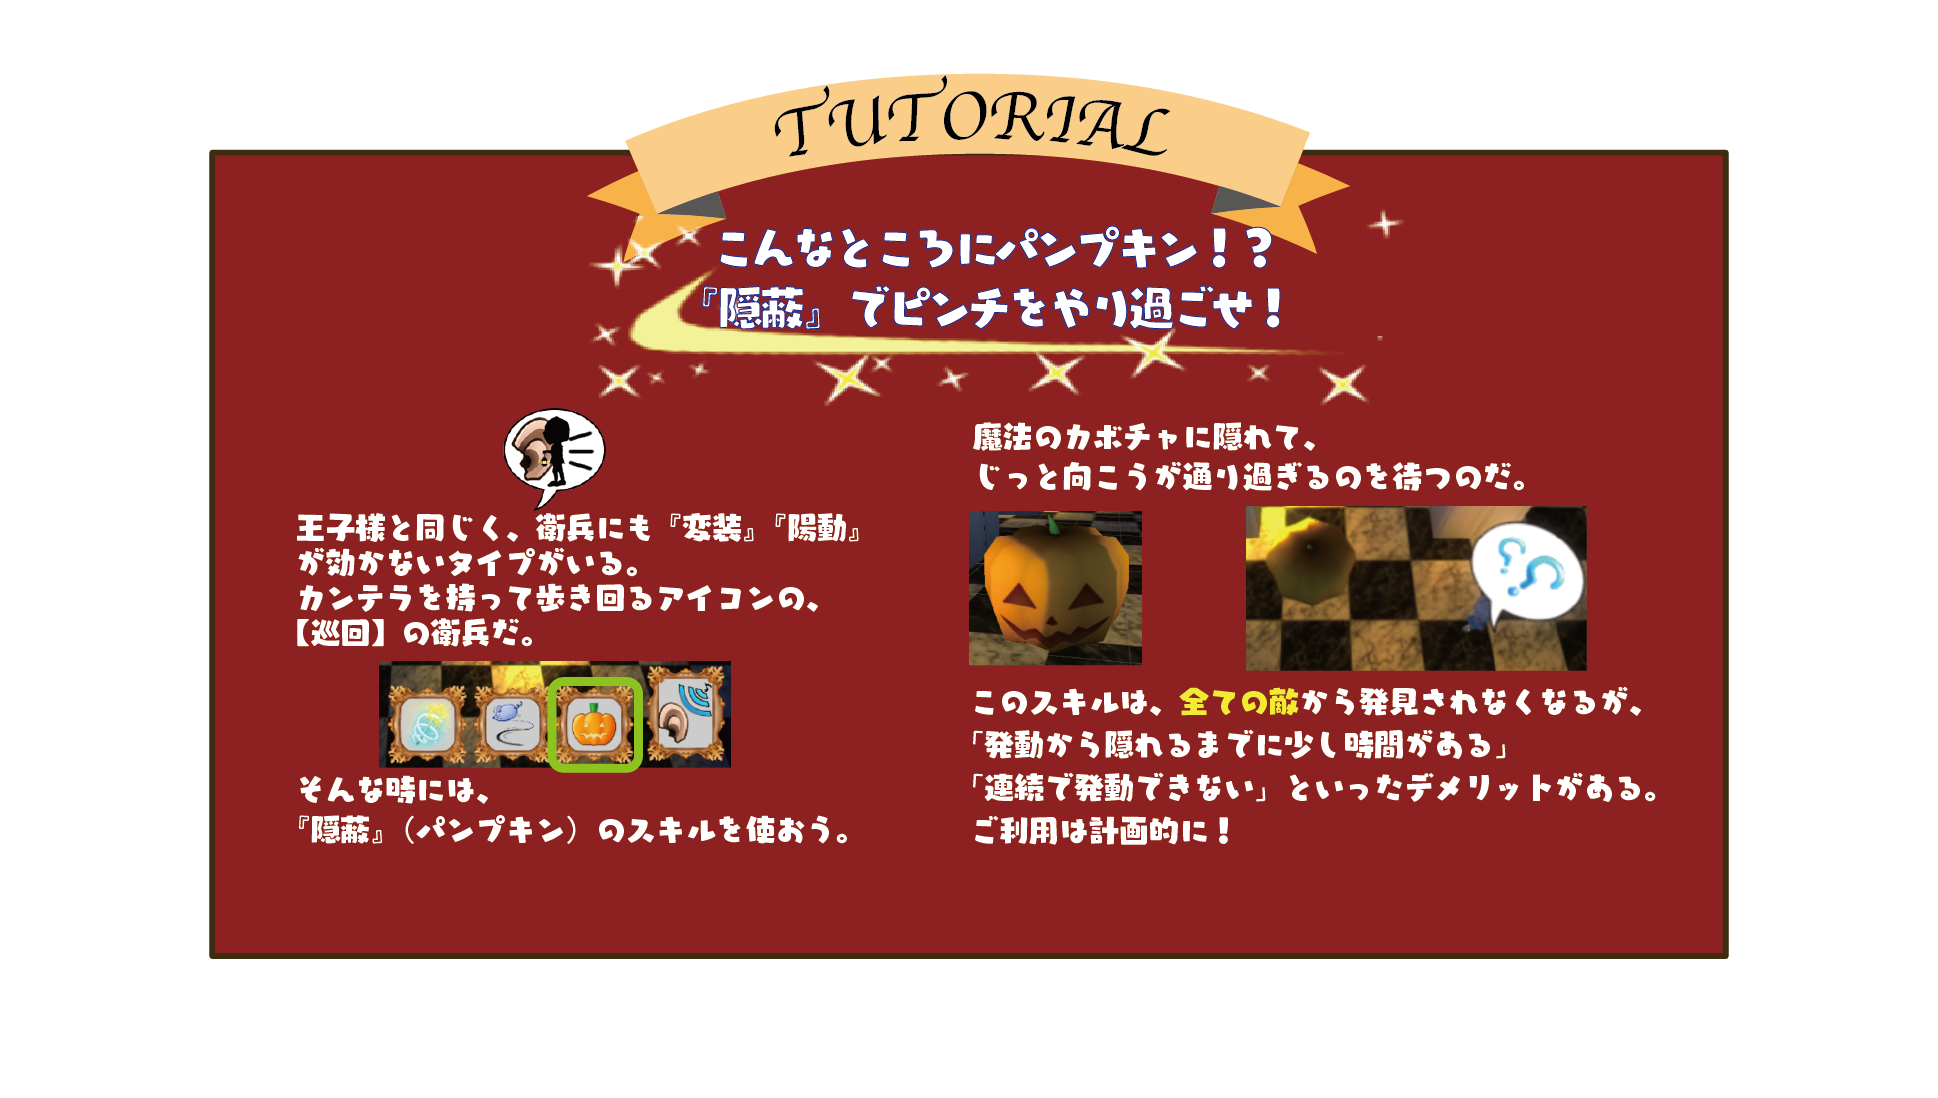 TUTORIAL
こんなところにパンプキン！？
『隠蔽』でピンチをやり過ごせ！
王子様と同じく、衛兵にも『変装』『陽動』
が効かないタイプがいる。
カンテラを持って歩き回るアイコンの、
【巡回】の衛兵だ。
そんな時には、
『隠蔽』（パンプキン）のスキルを使おう。
魔法のカボチャに隠れて、
じっと向こうが通り過ぎるのを待つのだ。
??
このスキルは、全ての敵から発見されなくなるが、
「発動から隠れるまでに少し時間がある」
「連続で発動できない」といったデメリットがある。
ご利用は計画的に！